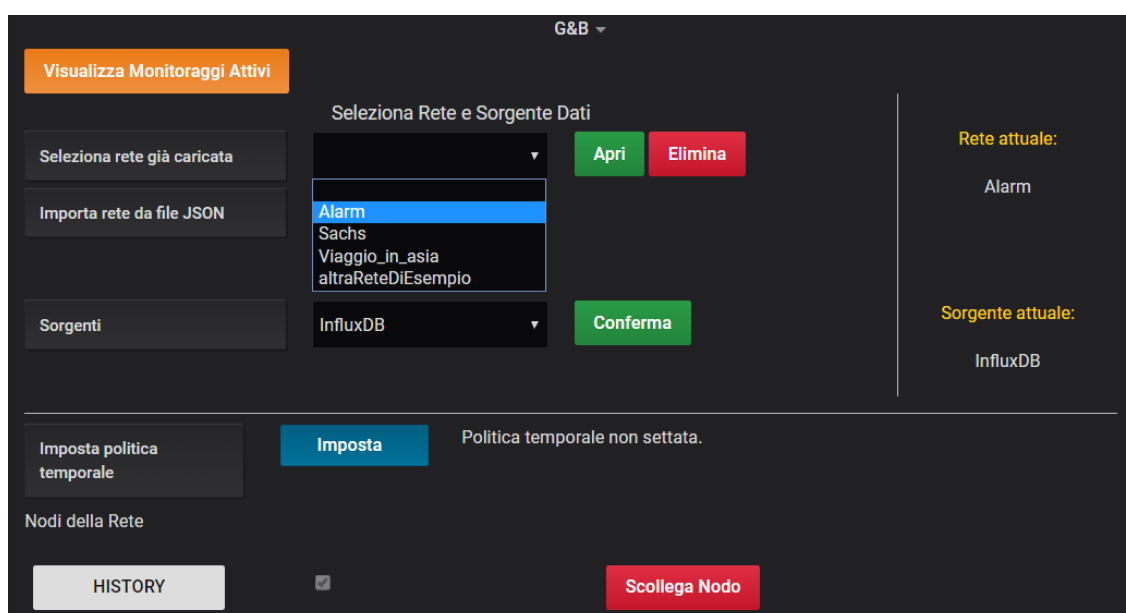 G&B
Visualizza Monitoraggi Attivi
Seleziona Rete e Sorgente Dati
Seleziona rete già caricata
Apri
Elimina
Rete attuale:
Alarm
Importa rete da file JSON
Alarm
Sachs
Viaggio_in_asia
altraReteDiEsempio
Sorgenti
InfluxDB
Conferma
Sorgente attuale:
InfluxDB
Imposta politica
temporale
Imposta
Politica temporale non settata.
Nodi della Rete
HISTORY
Scollega Nodo